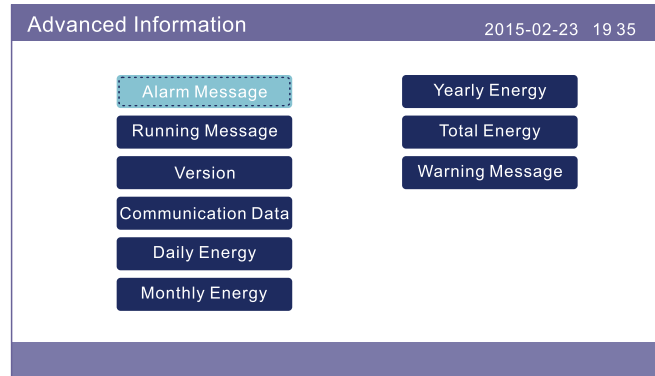 Advanced Information
2015-02-23 19 35
Alarm Message
Running Message
Version
Communication Data
Daily Energy
Monthly Energy
Yearly Energy
Total Energy
Warning Message